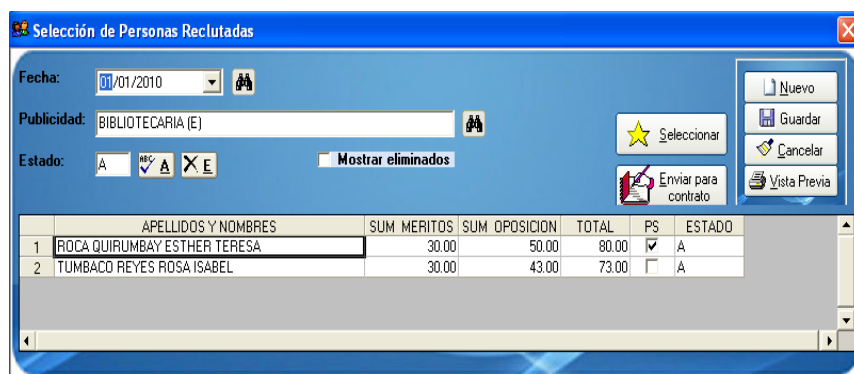 Selección de Personas Reclutadas
Fecha: 01/01/2010
Publicidad: BIBLIOTECARIA (E)
Estado: A ABC A X E Mostrar eliminados
Seleccionar
Enviar para contrato
Nuevo
Guardar
Cancelar
Vista Previa
APELLIDOS Y NOMBRES SUM MERITOS SUM OPOSICION TOTAL PS ESTADO
1 ROCA QUIRUMBAY ESTHER TERESA 30.00 50.00 80.00 A
2 TUMBACO REYES ROSA ISABEL 30.00 43.00 73.00 A